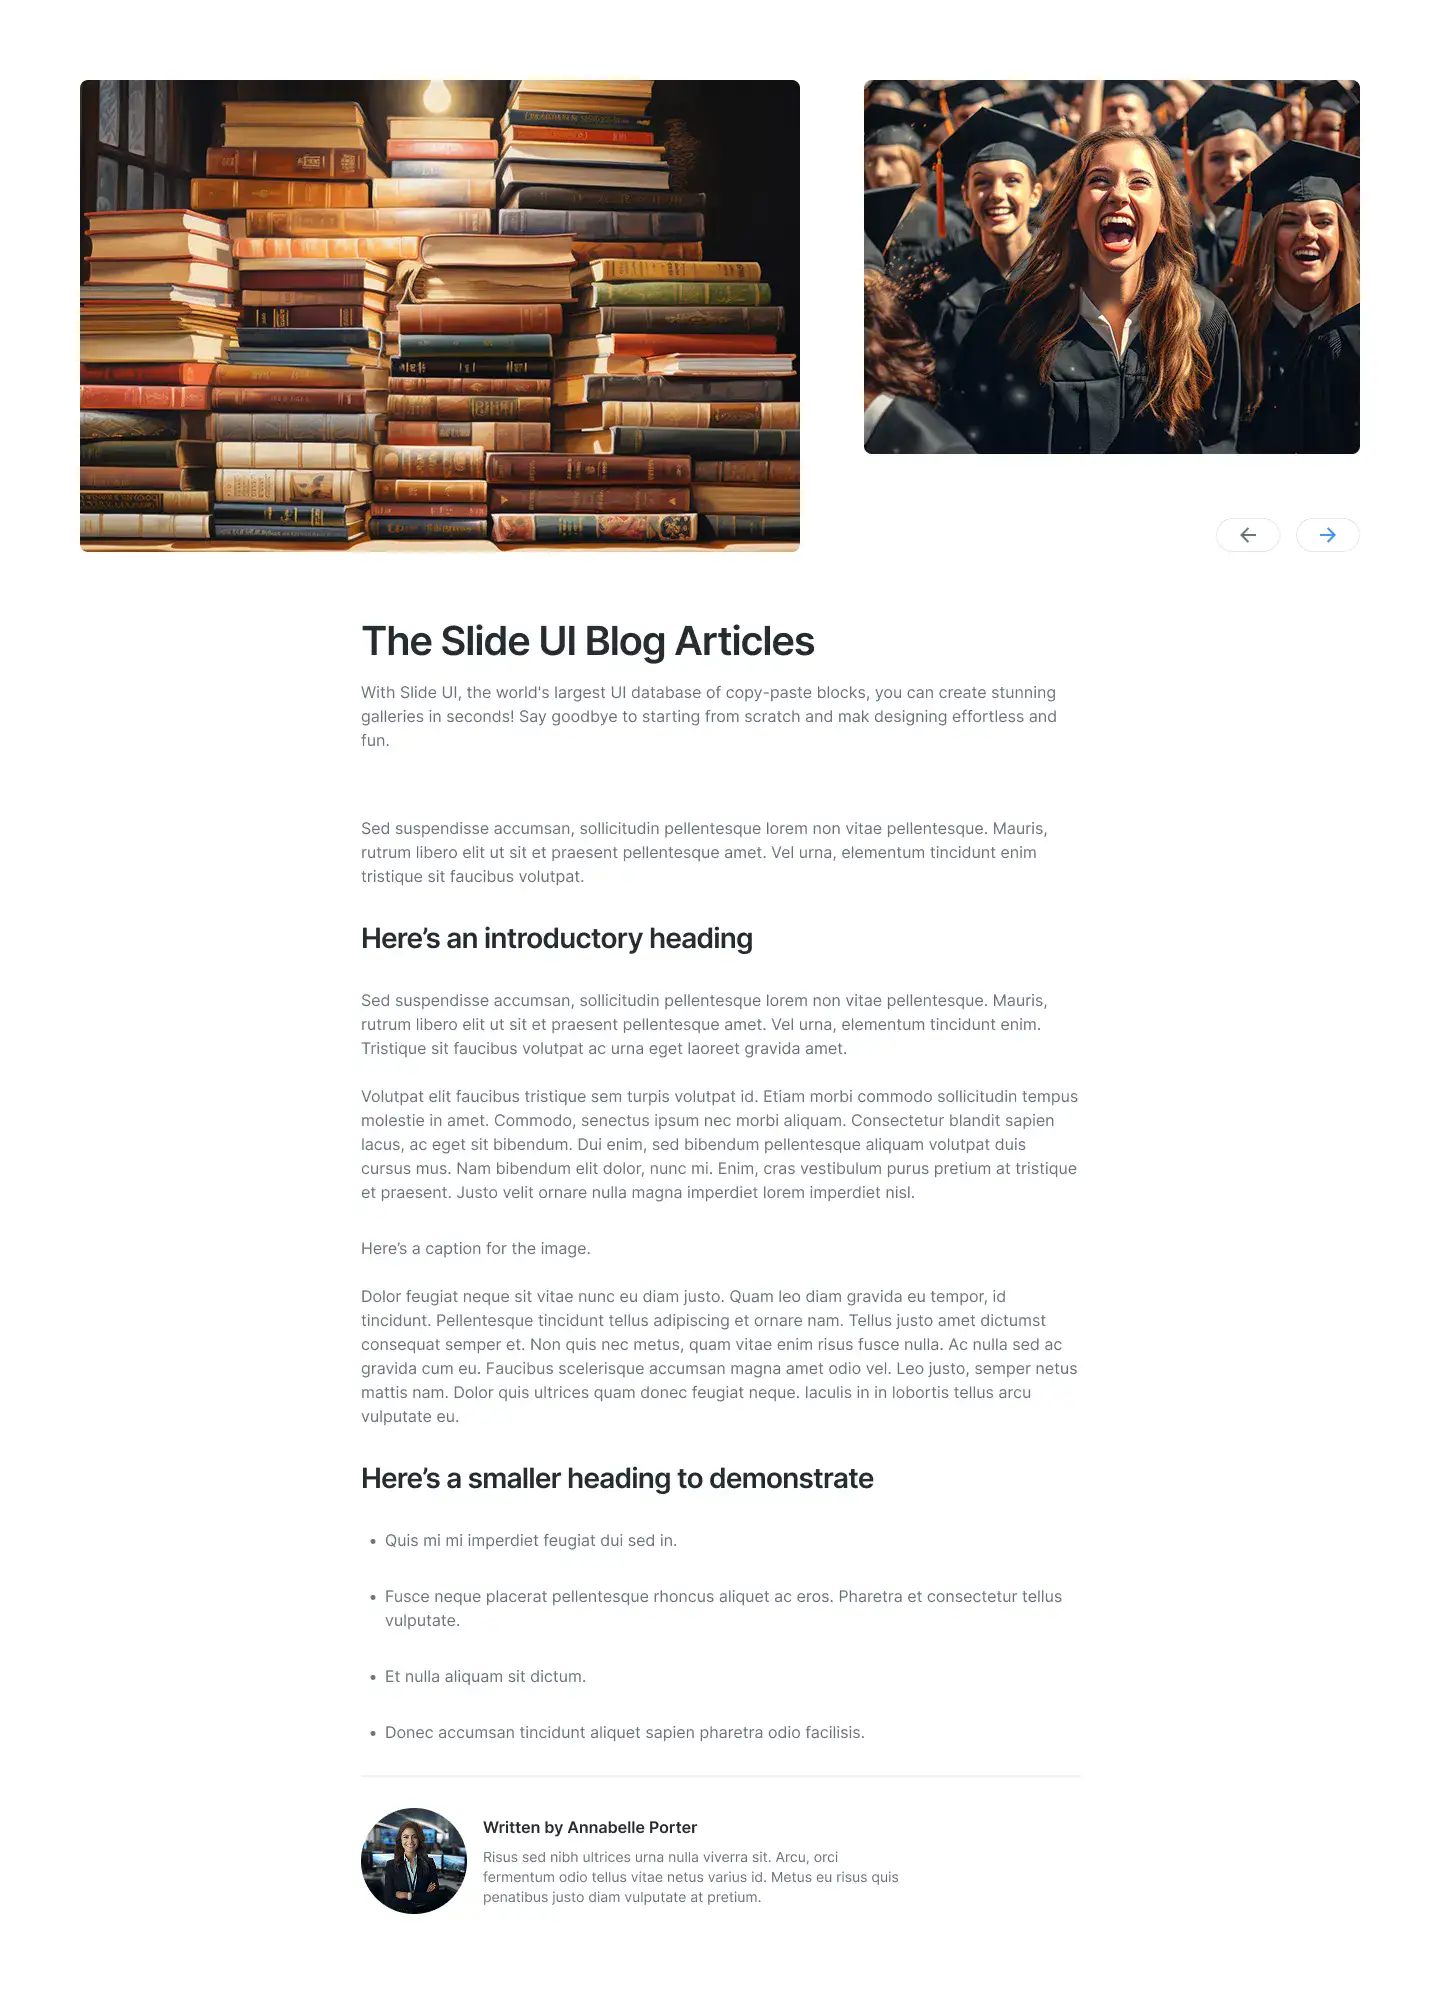 The Slide UI Blog Articles
With Slide UI, the world's largest UI database of copy-paste blocks, you can create stunning
galleries in seconds! Say goodbye to starting from scratch and mak designing effortless and
fun.
Sed suspendisse accumsan, sollicitudin pellentesque lorem non vitae pellentesque. Mauris,
rutrum libero elit ut sit et praesent pellentesque amet. Vel urna, elementum tincidunt enim
tristique sit faucibus volutpat.
Here’s an introductory heading
Sed suspendisse accumsan, sollicitudin pellentesque lorem non vitae pellentesque. Mauris,
rutrum libero elit ut sit et praesent pellentesque amet. Vel urna, elementum tincidunt enim.
Tristique sit faucibus volutpat ac urna eget laoreet gravida amet.
Volutpat elit faucibus tristique sem turpis volutpat id. Etiam morbi commodo sollicitudin tempus
molestie in amet. Commodo, senectus ipsum nec morbi aliquam. Consectetur blandit sapien
lacus, ac eget sit bibendum. Dui enim, sed bibendum pellentesque aliquam volutpat duis
cursus mus. Nam bibendum elit dolor, nunc mi. Enim, cras vestibulum purus pretium at tristique
et praesent. Justo velit ornare nulla magna imperdiet lorem imperdiet nisl.
Here’s a caption for the image.
Dolor feugiat neque sit vitae nunc eu diam justo. Quam leo diam gravida eu tempor, id
tincidunt. Pellentesque tincidunt tellus adipiscing et ornare nam. Tellus justo amet dictumst
consequat semper et. Non quis nec metus, quam vitae enim risus fusce nulla. Ac nulla sed ac
gravida cum eu. Faucibus scelerisque accumsan magna amet odio vel. Leo justo, semper netus
mattis nam. Dolor quis ultrices quam donec feugiat neque. Iaculis in in lobortis tellus arcu
vulputate eu.
Here’s a smaller heading to demonstrate
• Quis mi mi imperdiet feugiat dui sed in.
• Fusce neque placerat pellentesque rhoncus aliquet ac eros. Pharetra et consectetur tellus
vulputate.
• Et nulla aliquam sit dictum.
• Donec accumsan tincidunt aliquet sapien pharetra odio facilisis.
Written by Annabelle Porter
Risus sed nibh ultrices urna nulla viverra sit. Arcu, orci
fermentum odio tellus vitae netus varius id. Metus eu risus quis
penatibus justo diam vulputate at pretium.